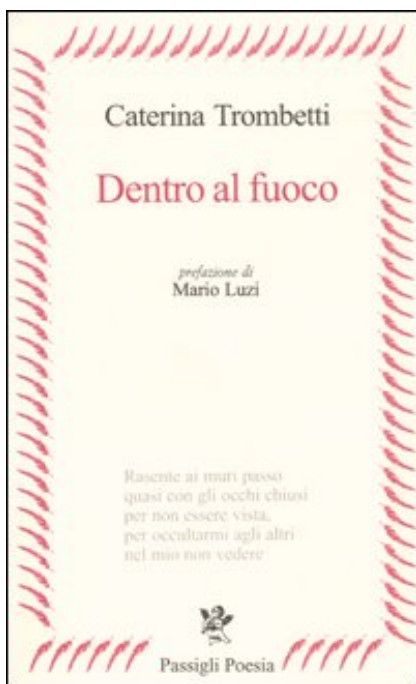 Caterina Trombetti
Dentro al fuoco
prefazione di
Mario Luzi
Rasente ai muri passo
quasi con gli occhi chiusi
per non essere vista,
per occultarmi agli altri
nel mio non vedere
Passigli Poesia